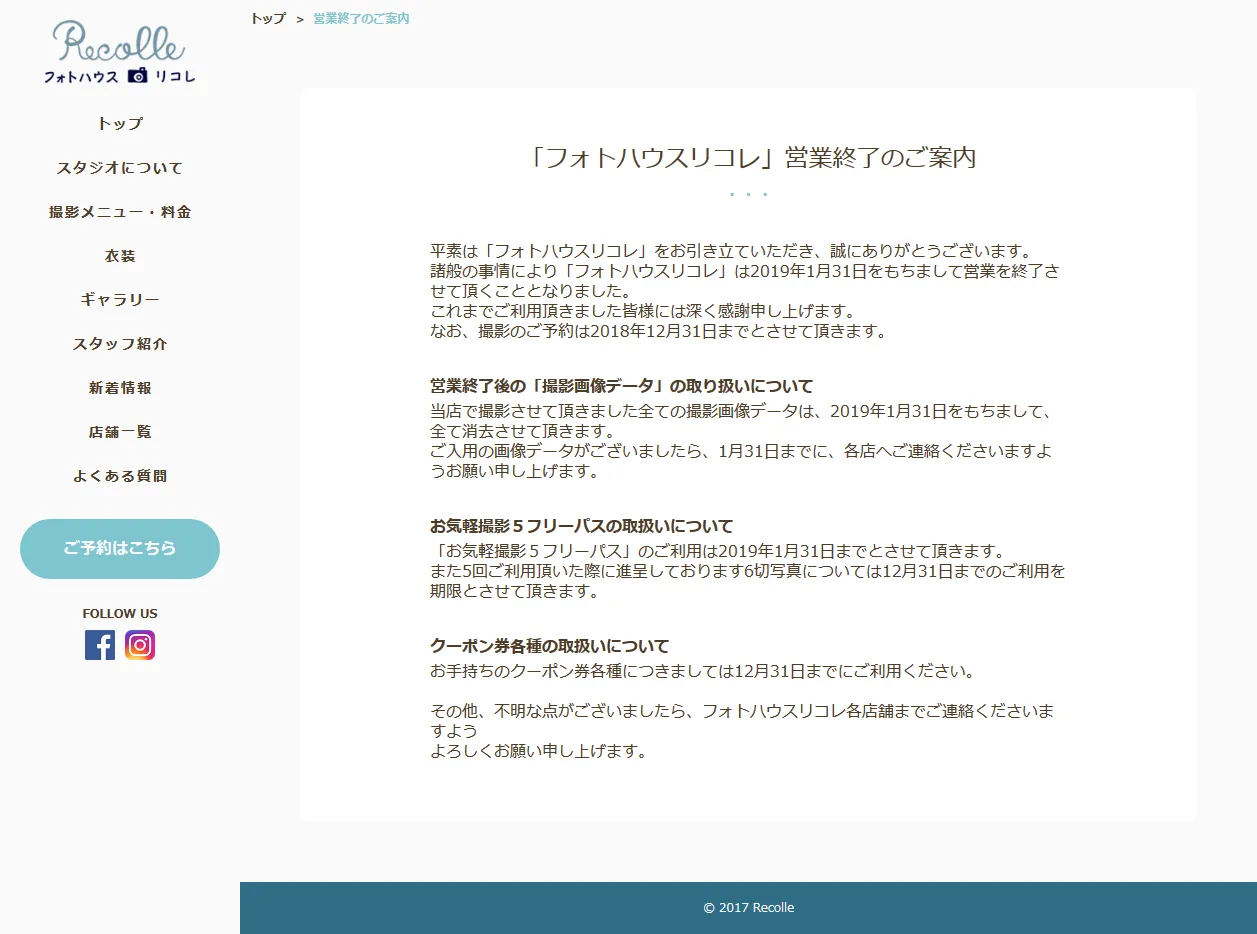 Recolle
フォトハウス リコレ
トップ
スタジオについて
撮影メニュー・料金
衣装
ギャラリー
スタッフ紹介
新着情報
店舗一覧
よくある質問
ご予約はこちら
FOLLOW US
トップ > 営業終了のご案内
「フォトハウスリコレ」営業終了のご案内
平素は「フォトハウスリコレ」をお引き立ていただき、誠にありがとうございます。
諸般の事情により「フォトハウスリコレ」は2019年1月31日をもちまして営業を終了さ
せて頂くこととなりました。
これまでご利用頂きました皆様には深く感謝申し上げます。
なお、撮影のご予約は2018年12月31日までとさせて頂きます。
営業終了後の「撮影画像データ」の取り扱いについて
当店で撮影させて頂きました全ての撮影画像データは、2019年1月31日をもちまして、
全て消去させて頂きます。
ご入用の画像データがございましたら、1月31日までに、各店へご連絡くださいますよ
うお願い申し上げます。
お気軽撮影５フリーパスの取扱いについて
「お気軽撮影５フリーパス」のご利用は2019年1月31日までとさせて頂きます。
また5回ご利用頂いた際に進呈しております6切写真については12月31日までのご利用を
期限とさせて頂きます。
クーポン券各種の取扱いについて
お手持ちのクーポン券各種につきましては12月31日までにご利用ください。
その他、不明な点がございましたら、フォトハウスリコレ各店舗までご連絡くださいま
すよう
よろしくお願い申し上げます。
© 2017 Recolle